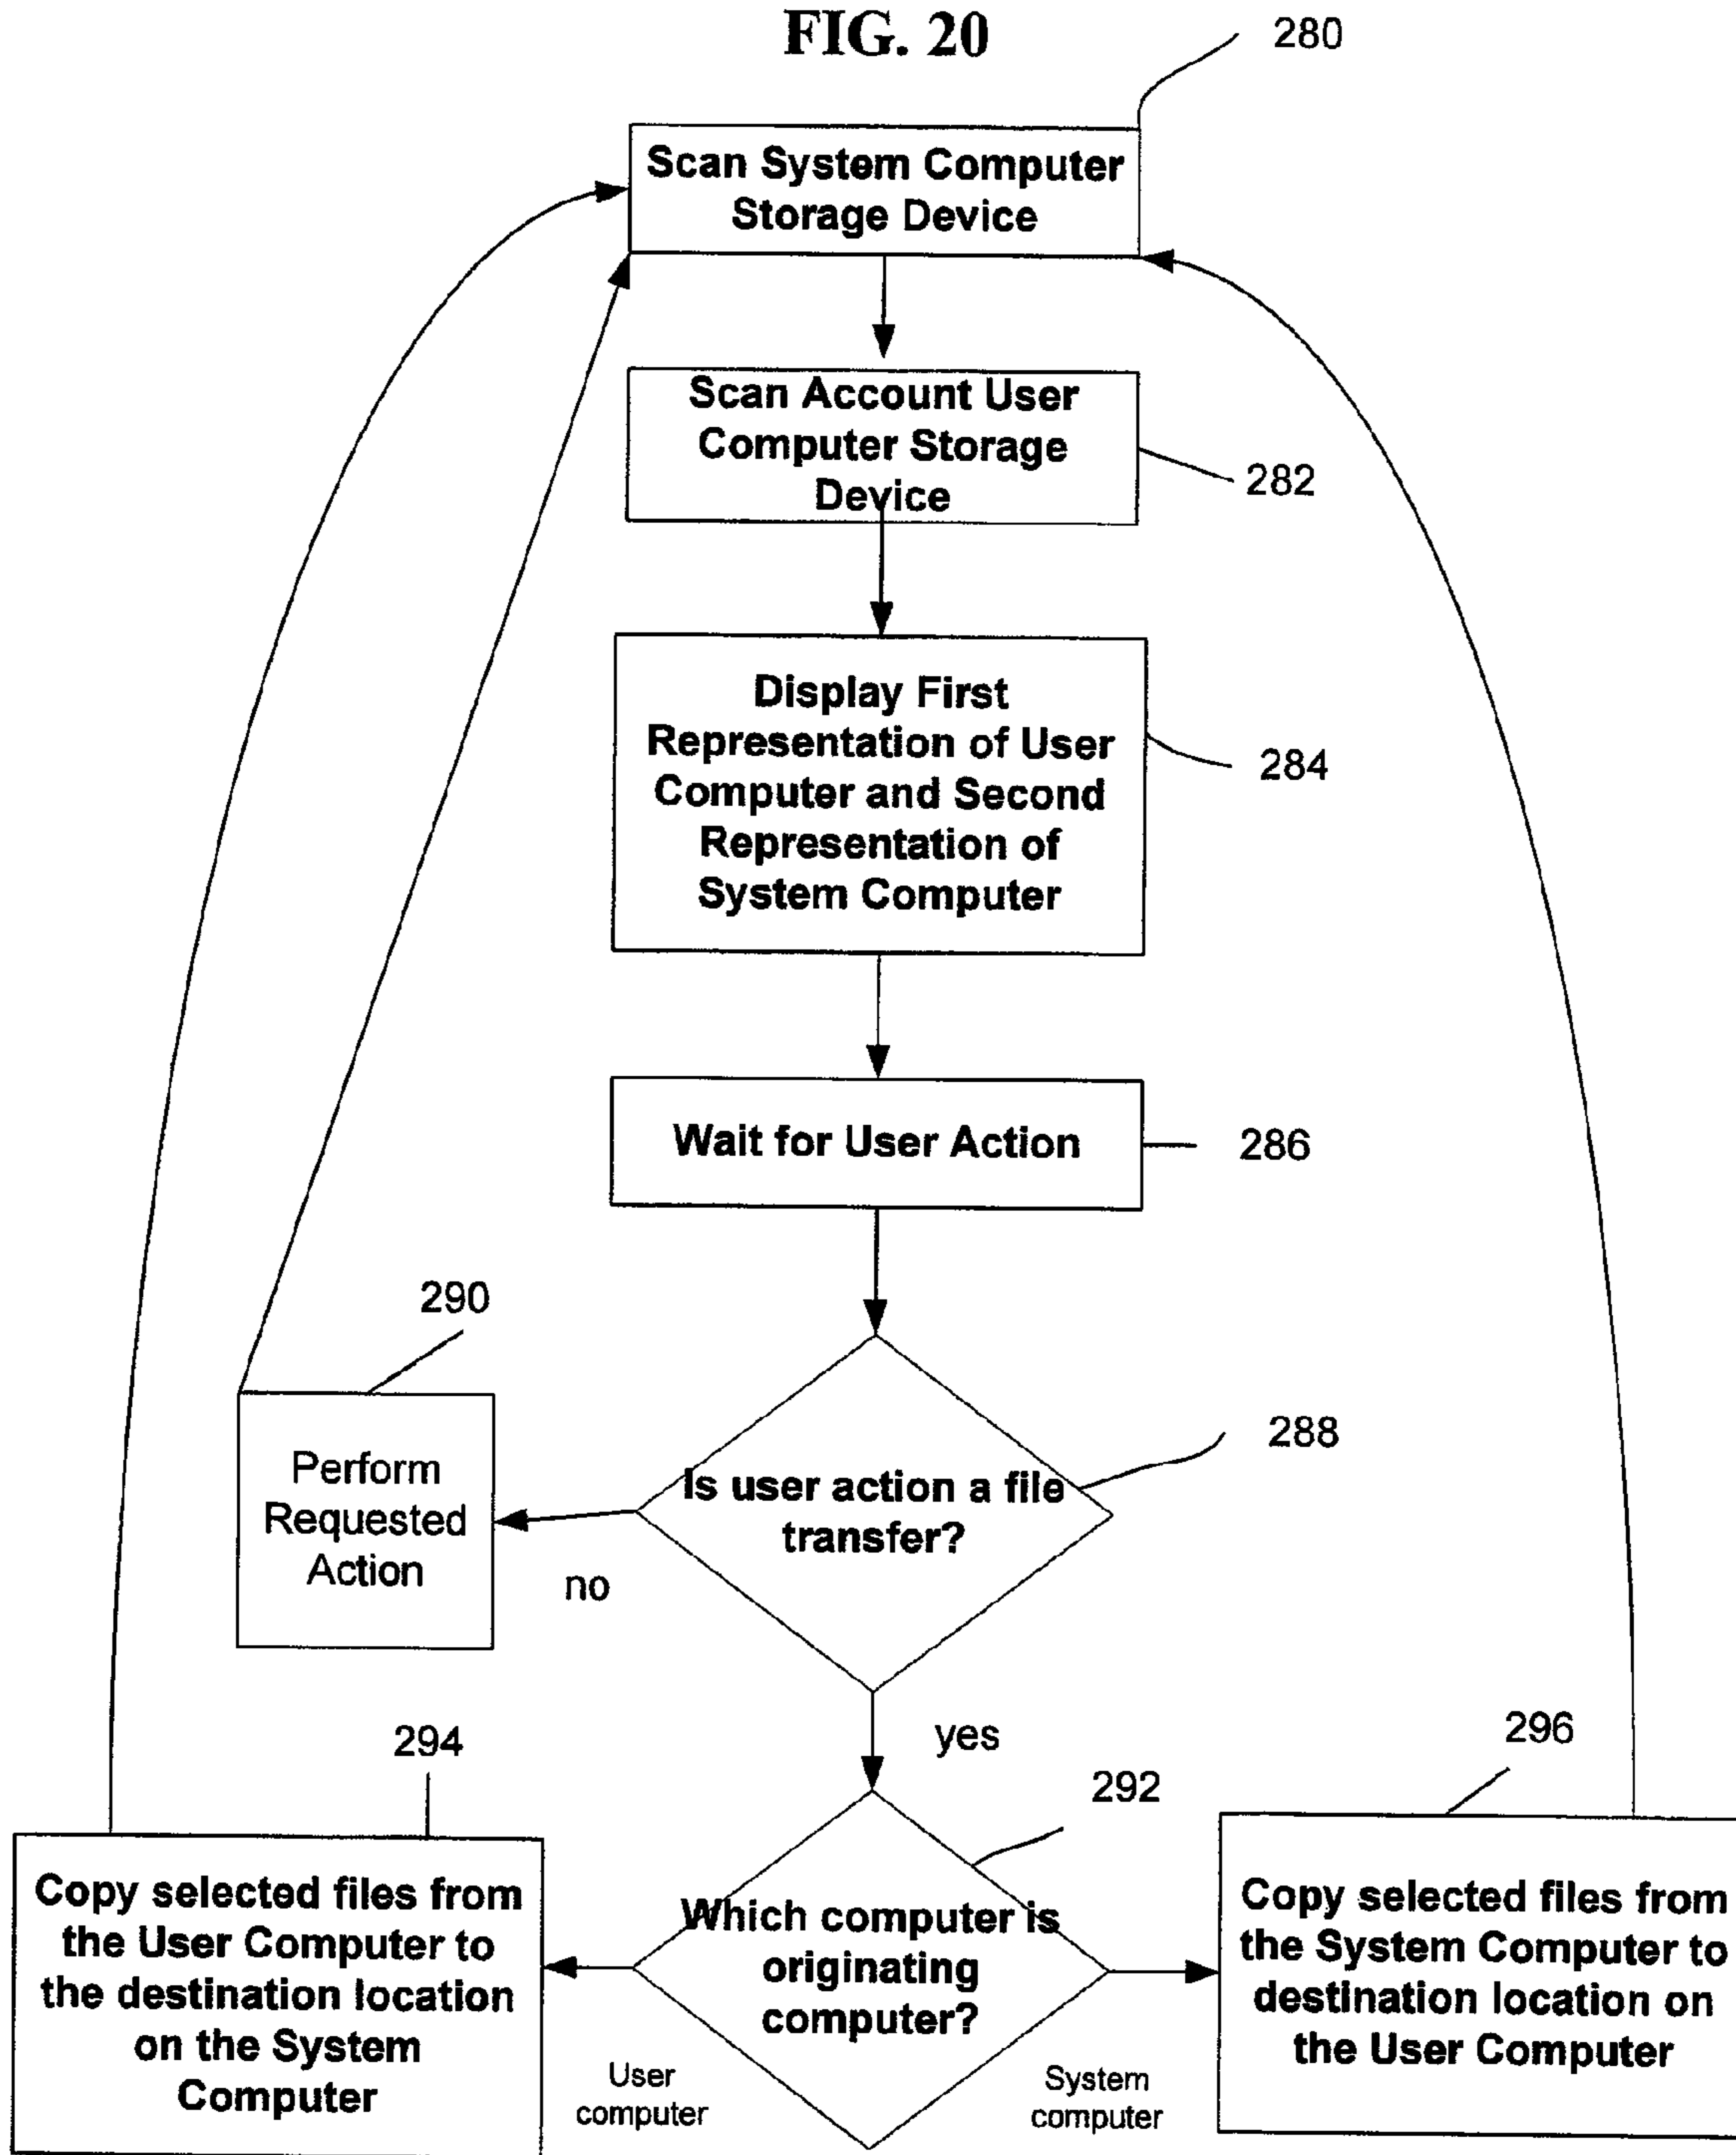 FIG. 20
280
Scan System Computer
Storage Device
Scan Account User
Computer Storage
Device
282
Display First
Representation of User
Computer and Second
Representation of
System Computer
284
Wait for User Action
286
290
Perform
Requested
Action
288
Is user action a file
transfer?
no
yes
294
292
296
Copy selected files from
the User Computer to
the destination location
on the System
Computer
Which computer is
originating
computer?
User
computer
System
computer
Copy selected files from
the System Computer to
destination location on
the User Computer